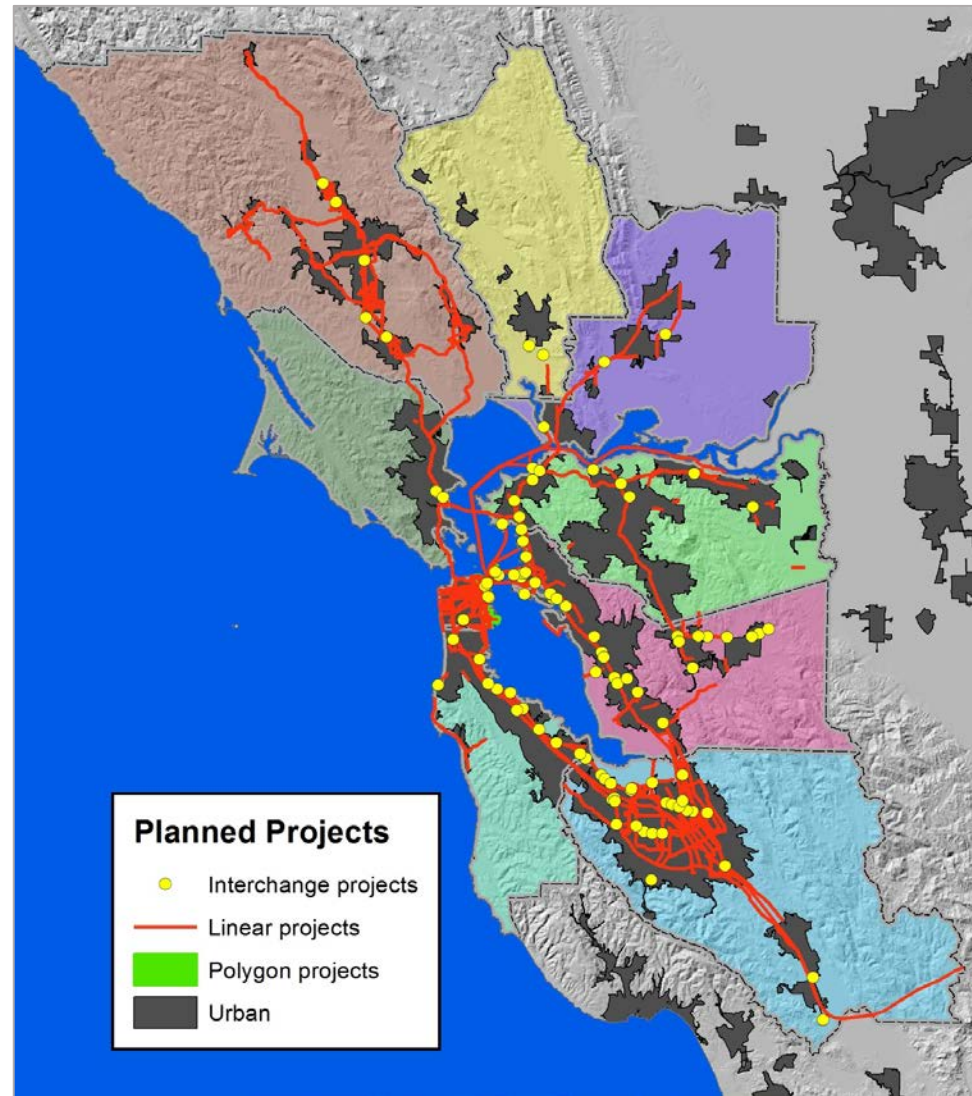 Planned Projects
Interchange projects
Linear projects
Polygon projects
Urban